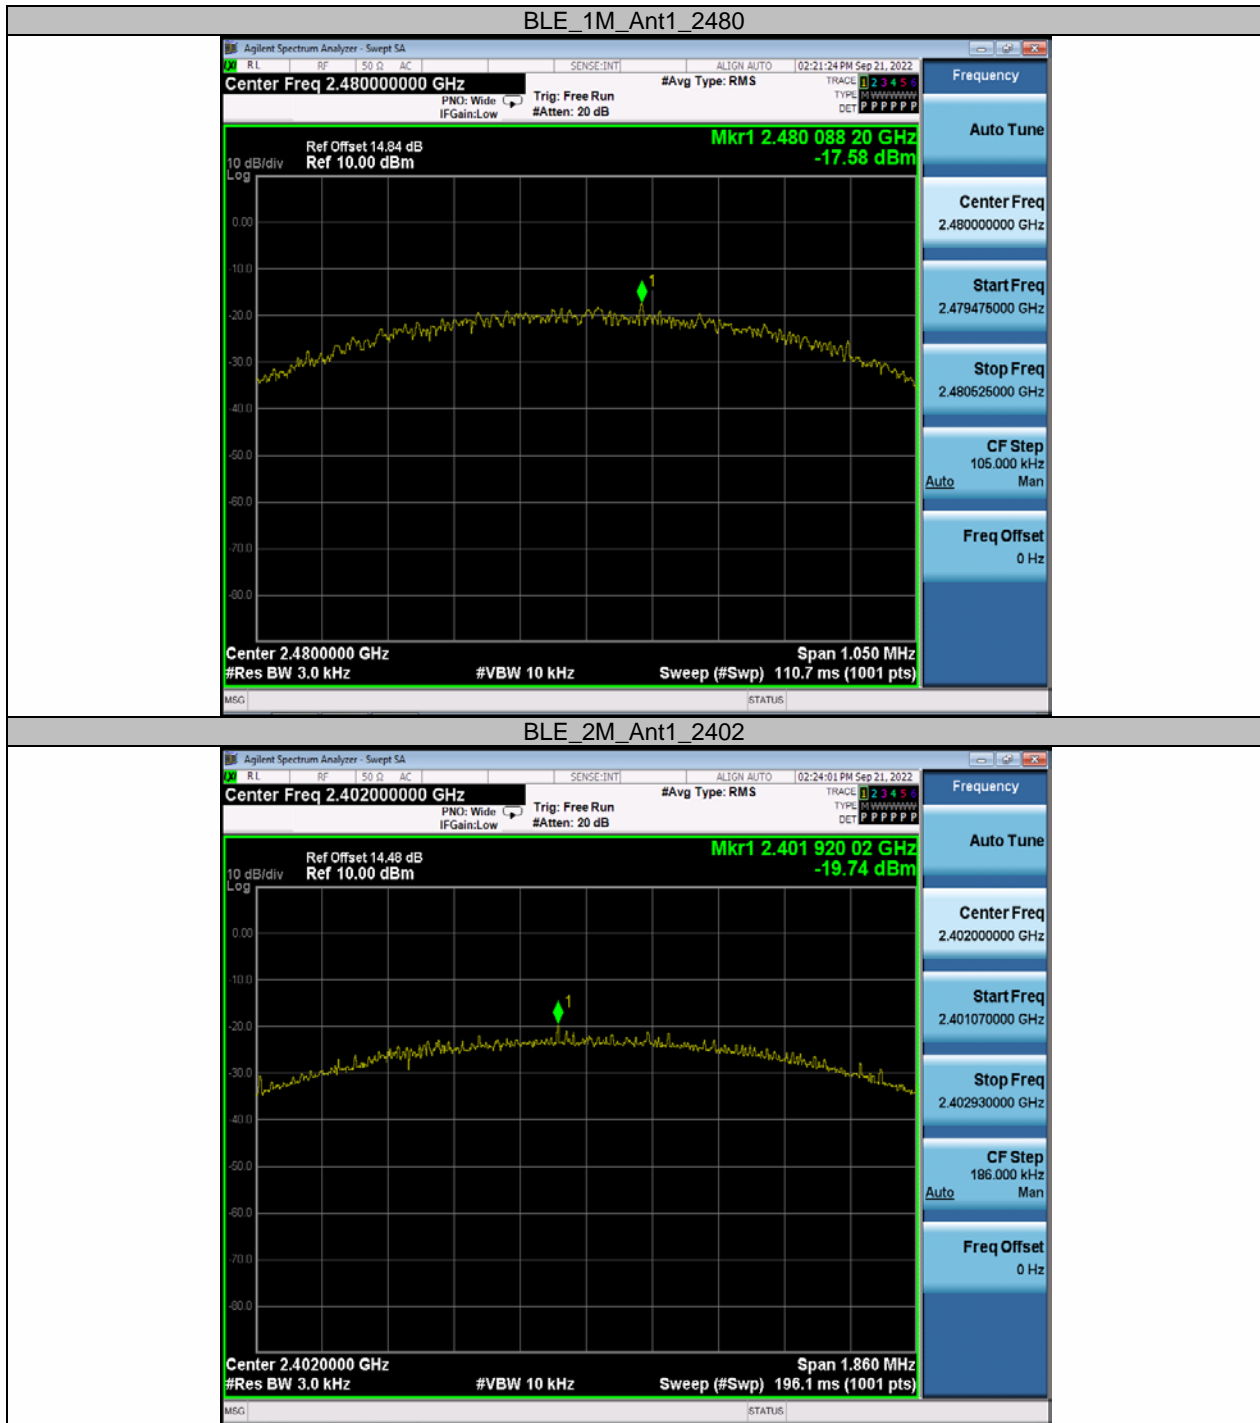 BLE_1M_Ant1_2480
Agilent Spectrum Analyzer - Swept SA
RL RF 50 Ω AC SENSE:INT ALIGN AUTO 02:21:24 PM Sep 21, 2022
Center Freq 2.480000000 GHz
PNO: Wide
IFGain:Low
Trig: Free Run
#Atten: 20 dB
#Avg Type: RMS
TRACE 1 2 3 4 5 6
TYPE M WWWWW
DET P P P P P P
Frequency
Ref Offset 14.84 dB
10 dB/div Ref 10.00 dBm
Log
Mkr1 2.480 088 20 GHz
-17.58 dBm
1
0.00
-10.0
-20.0
-30.0
-40.0
-50.0
-60.0
-70.0
-80.0
Center 2.4800000 GHz Span 1.050 MHz
#Res BW 3.0 kHz #VBW 10 kHz Sweep (#Swp) 110.7 ms (1001 pts)
MSG STATUS
Auto Tune
Center Freq
2.480000000 GHz
Start Freq
2.479475000 GHz
Stop Freq
2.480525000 GHz
CF Step
105.000 kHz
Auto Man
Freq Offset
0 Hz
BLE_2M_Ant1_2402
Agilent Spectrum Analyzer - Swept SA
RL RF 50 Ω AC SENSE:INT ALIGN AUTO 02:24:01 PM Sep 21, 2022
Center Freq 2.402000000 GHz
PNO: Wide
IFGain:Low
Trig: Free Run
#Atten: 20 dB
#Avg Type: RMS
TRACE 1 2 3 4 5 6
TYPE M WWWWW
DET P P P P P P
Frequency
Ref Offset 14.48 dB
10 dB/div Ref 10.00 dBm
Log
Mkr1 2.401 920 02 GHz
-19.74 dBm
1
0.00
-10.0
-20.0
-30.0
-40.0
-50.0
-60.0
-70.0
-80.0
Center 2.4020000 GHz Span 1.860 MHz
#Res BW 3.0 kHz #VBW 10 kHz Sweep (#Swp) 196.1 ms (1001 pts)
MSG STATUS
Auto Tune
Center Freq
2.402000000 GHz
Start Freq
2.401070000 GHz
Stop Freq
2.402930000 GHz
CF Step
186.000 kHz
Auto Man
Freq Offset
0 Hz